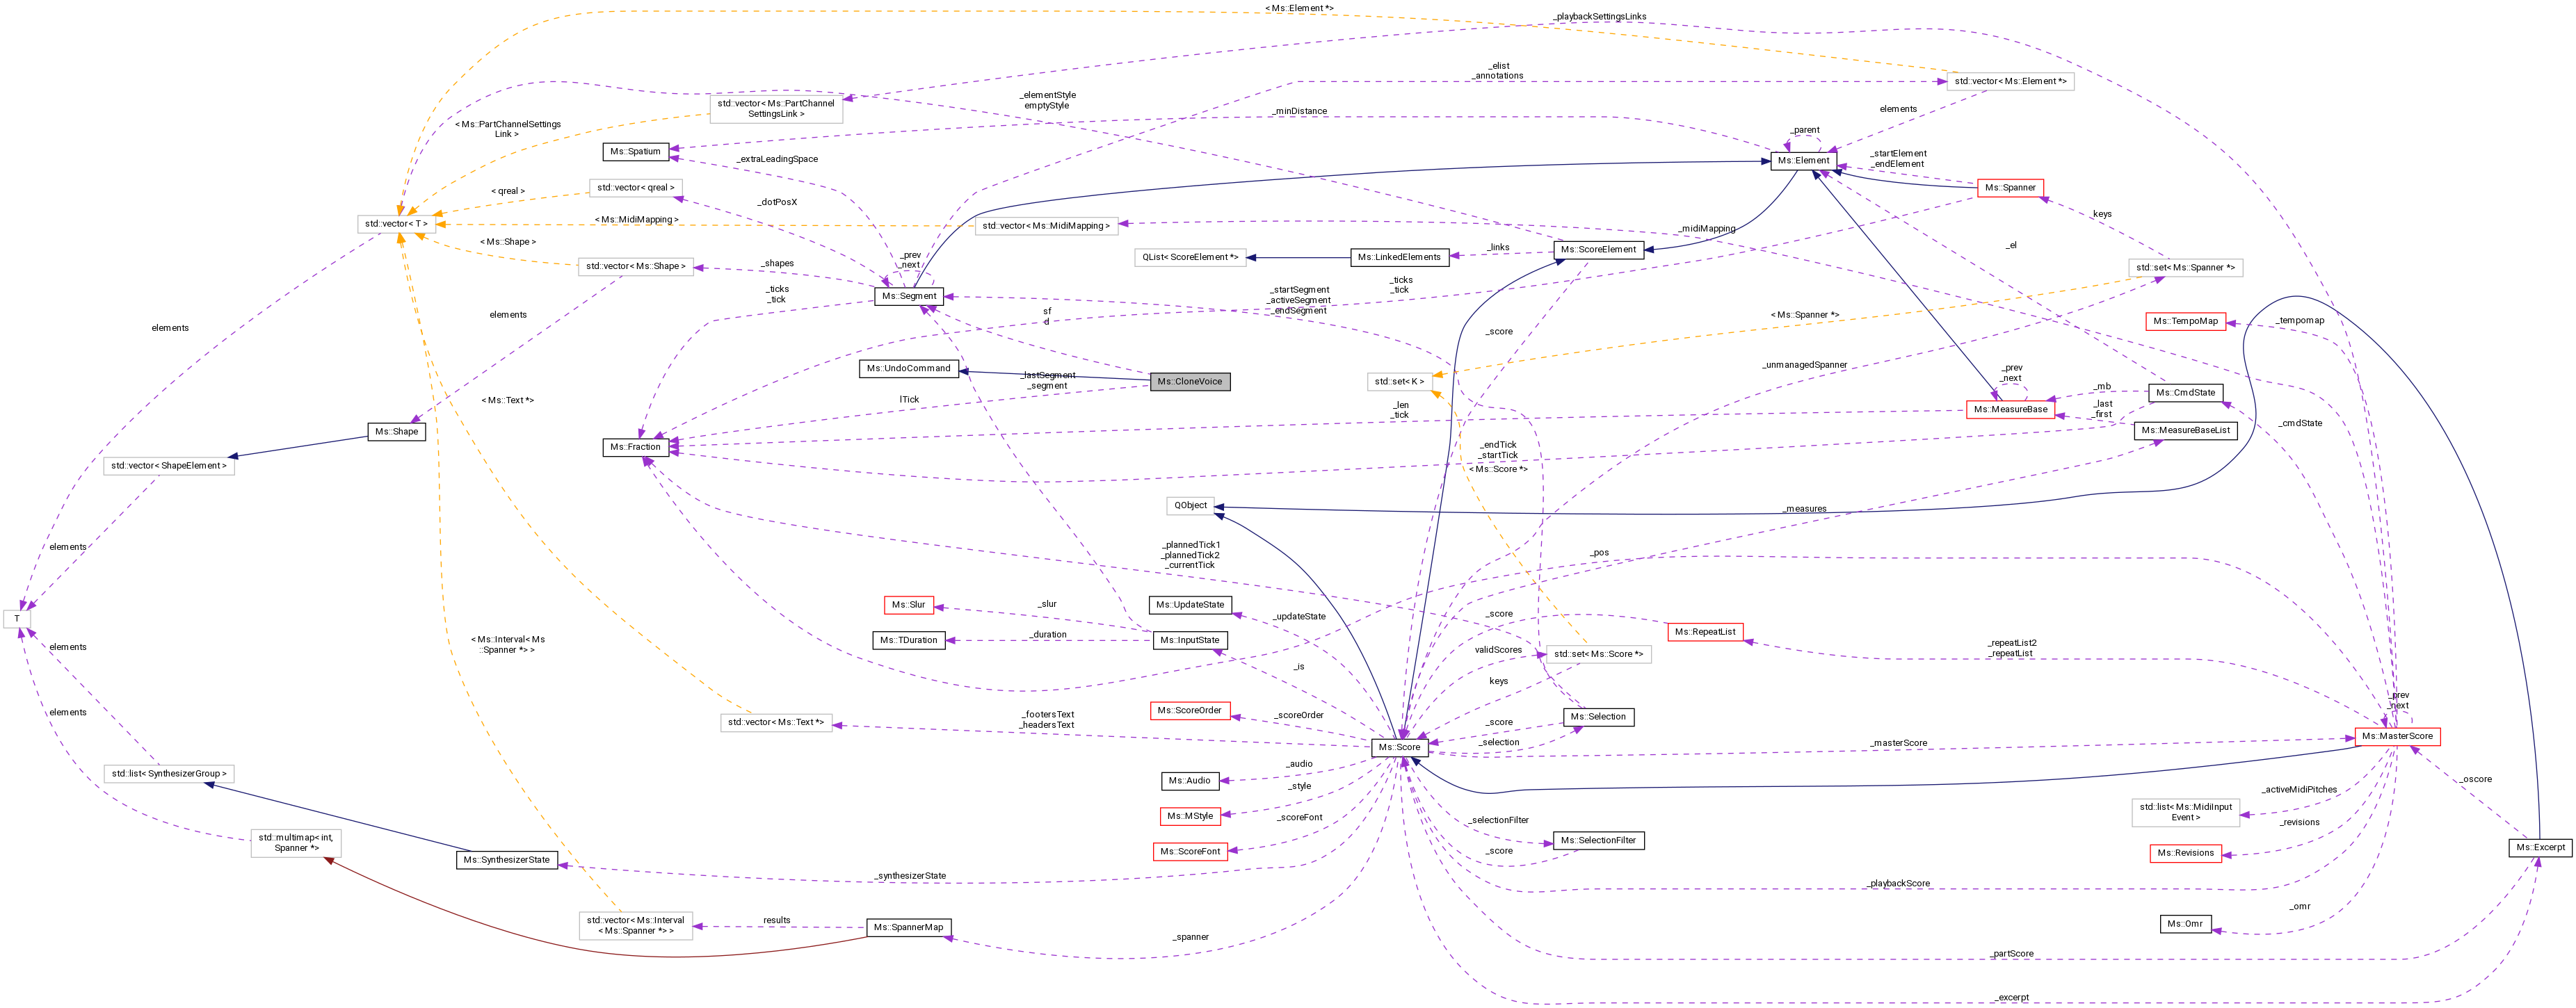 < Ms::Element *>
_playbackSettingsLinks
_elist
_annotations
std::vector< Ms::Element *>
_elementStyle
emptyStyle
std::vector< Ms::PartChannel
SettingsLink >
elements
_minDistance
< Ms::PartChannelSettings
Link >
_parent
Ms::Spatium
_extraLeadingSpace
Ms::Element
_startElement
_endElement
< qreal >
std::vector< qreal >
Ms::Spanner
_dotPosX
std::vector< T >
< Ms::MidiMapping >
std::vector< Ms::MidiMapping >
_midiMapping
keys
< Ms::Shape >
_prev
_next
QList< ScoreElement *>
Ms::LinkedElements
_links
Ms::ScoreElement
_el
std::vector< Ms::Shape >
_shapes
std::set< Ms::Spanner *>
_ticks
_tick
Ms::Segment
_startSegment
_activeSegment
_endSegment
_ticks
_tick
elements
elements
sf
d
< Ms::Spanner *>
Ms::TempoMap
_tempomap
_score
Ms::UndoCommand
_lastSegment
_segment
Ms::CloneVoice
std::set< K >
_unmanagedSpanner
_prev
_next
_mb
Ms::CmdState
< Ms::Text *>
lTick
_len
_tick
Ms::MeasureBase
_last
_first
_cmdState
Ms::Shape
Ms::Fraction
Ms::MeasureBaseList
_endTick
_startTick
std::vector< ShapeElement >
< Ms::Score *>
QObject
_measures
elements
_plannedTick1
_plannedTick2
_currentTick
_pos
T
Ms::Slur
_slur
Ms::UpdateState
_updateState
_score
Ms::RepeatList
Ms::TDuration
_duration
Ms::InputState
_repeatList2
_repeatList
elements
< Ms::Interval< Ms
::Spanner *> >
_is
validScores
std::set< Ms::Score *>
keys
elements
std::vector< Ms::Text *>
_footersText
_headersText
Ms::ScoreOrder
_scoreOrder
_score
Ms::Selection
_prev
_next
Ms::Score
_selection
_masterScore
Ms::MasterScore
std::list< SynthesizerGroup >
Ms::Audio
_audio
_oscore
_style
_activeMidiPitches
std::list< Ms::MidiInput
Event >
Ms::MStyle
_scoreFont
_selectionFilter
_revisions
std::multimap< int,
Spanner *>
Ms::SynthesizerState
Ms::ScoreFont
_score
Ms::SelectionFilter
Ms::Revisions
Ms::Excerpt
_synthesizerState
_playbackScore
_omr
std::vector< Ms::Interval
< Ms::Spanner *> >
results
Ms::SpannerMap
Ms::Omr
_spanner
_partScore
_excerpt